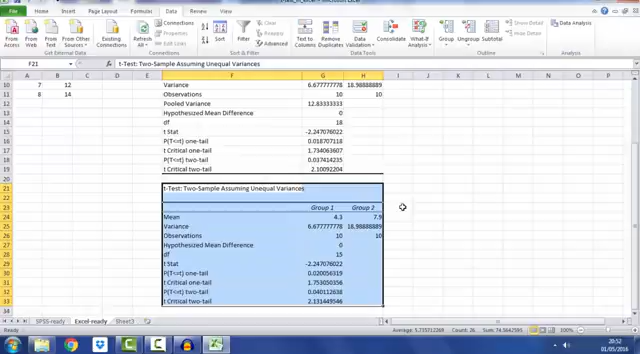 File Home Insert Page Layout Formulas Data Review View
From Access From Web From Text From Other Sources Existing Connections Refresh All Connections Properties Edit Links Sort Filter Clear Reapply Advanced Text to Columns Remove Duplicates Data Validation Consolidate What-If Analysis Group Ungroup Subtotal Show Detail Hide Detail Data Analysis
Get External Data Connections Sort & Filter Data Tools Outline Analysis
F21 fx t-Test: Two-Sample Assuming Unequal Variances
A B C D E F G H I J K L M N O
10 7 12 Variance 6.677777778 18.98888889
11 8 14 Observations 10 10
12 Pooled Variance 12.83333333
13 Hypothesized Mean Difference 0
14 df 18
15 t Stat -2.247076022
16 P(T<=t) one-tail 0.018707118
17 t Critical one-tail 1.734063607
18 P(T<=t) two-tail 0.037414235
19 t Critical two-tail 2.10092204
20
21 t-Test: Two-Sample Assuming Unequal Variances
22
23 Group 1 Group 2
24 Mean 4.3 7.9
25 Variance 6.677777778 18.98888889
26 Observations 10 10
27 Hypothesized Mean Difference 0
28 df 15
29 t Stat -2.247076022
30 P(T<=t) one-tail 0.020056319
31 t Critical one-tail 1.753050356
32 P(T<=t) two-tail 0.040112638
33 t Critical two-tail 2.131449546
34
SPSS-ready Excel-ready Sheet3
Ready Average: 5.735712268 Count: 26 Sum: 74.5642595 100%
20:52
01/05/2016